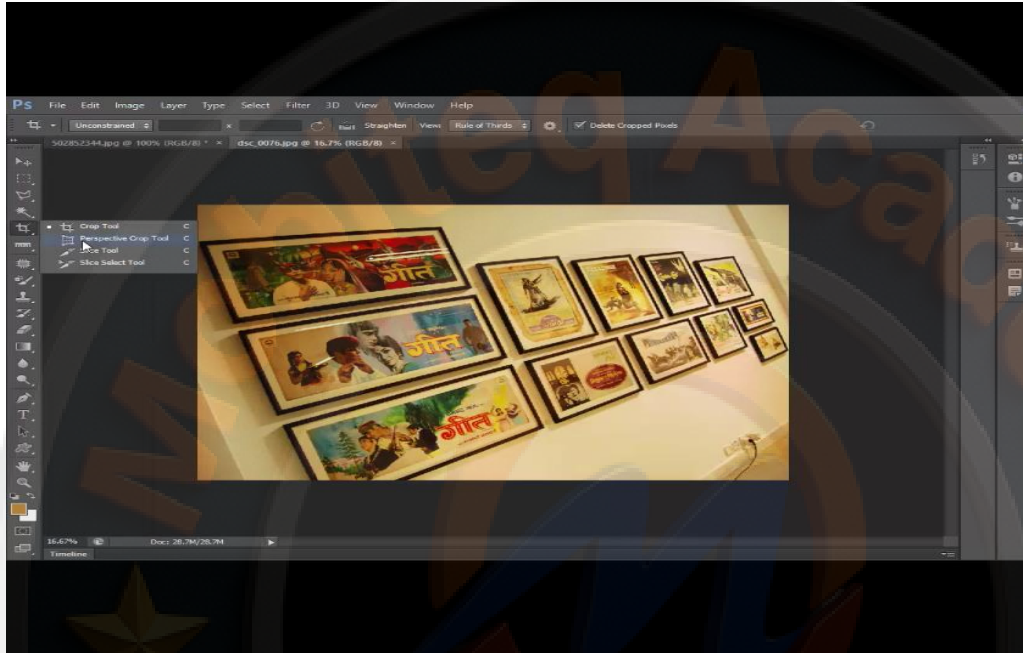 Ps File Edit Image Layer Type Select Filter 3D View Window Help
Unconstrained x Straighten View: Rule of Thirds Delete Cropped Pixels
502852344.jpg @ 100% (RGB/8) * × dsc_0076.jpg @ 16.7% (RGB/8) ×
Crop Tool C
Perspective Crop Tool C
Slice Tool C
Slice Select Tool C
गीत
गीत
गीत
16.67% Doc: 28.7M/28.7M
Timeline